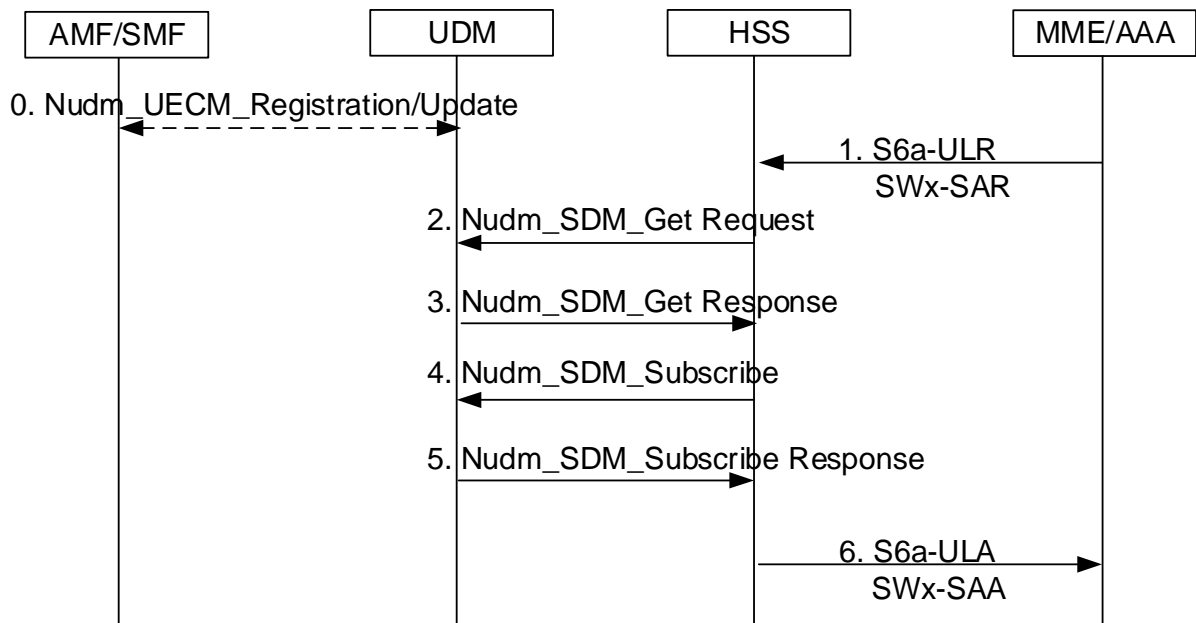 AMF/SMF
UDM
HSS
MME/AAA
0. Nudm_UECM_Registration/Update
1. S6a-ULR
SWx-SAR
2. Nudm_SDM_Get Request
3. Nudm_SDM_Get Response
4. Nudm_SDM_Subscribe
5. Nudm_SDM_Subscribe Response
6. S6a-ULA
SWx-SAA